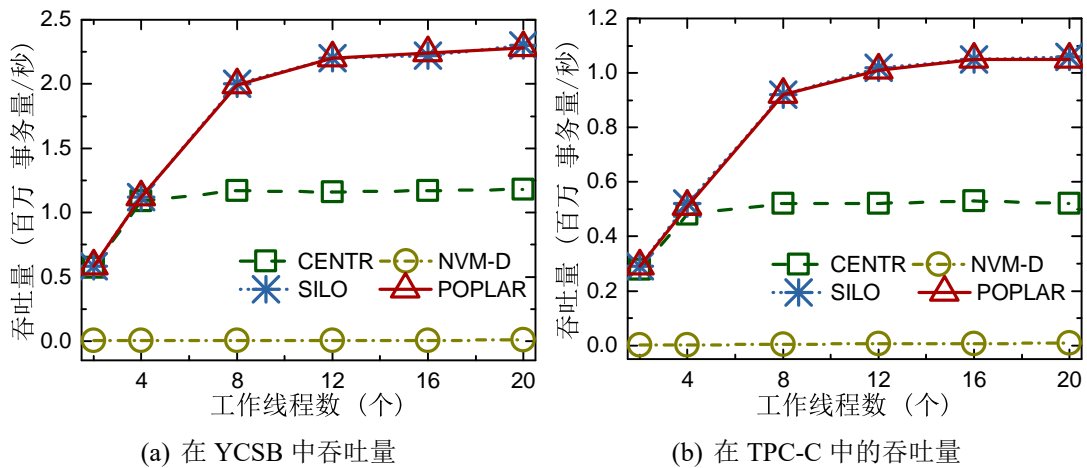 吞吐量（百万 事务量/秒）
2.5
2.0
1.5
1.0
0.5
0.0
CENTR
NVM-D
SILO
POPLAR
4 8 12 16 20
工作线程数（个）
(a) 在 YCSB 中吞吐量
吞吐量（百万 事务量/秒）
1.2
1.0
0.8
0.6
0.4
0.2
0.0
CENTR
NVM-D
SILO
POPLAR
4 8 12 16 20
工作线程数（个）
(b) 在 TPC-C 中的吞吐量